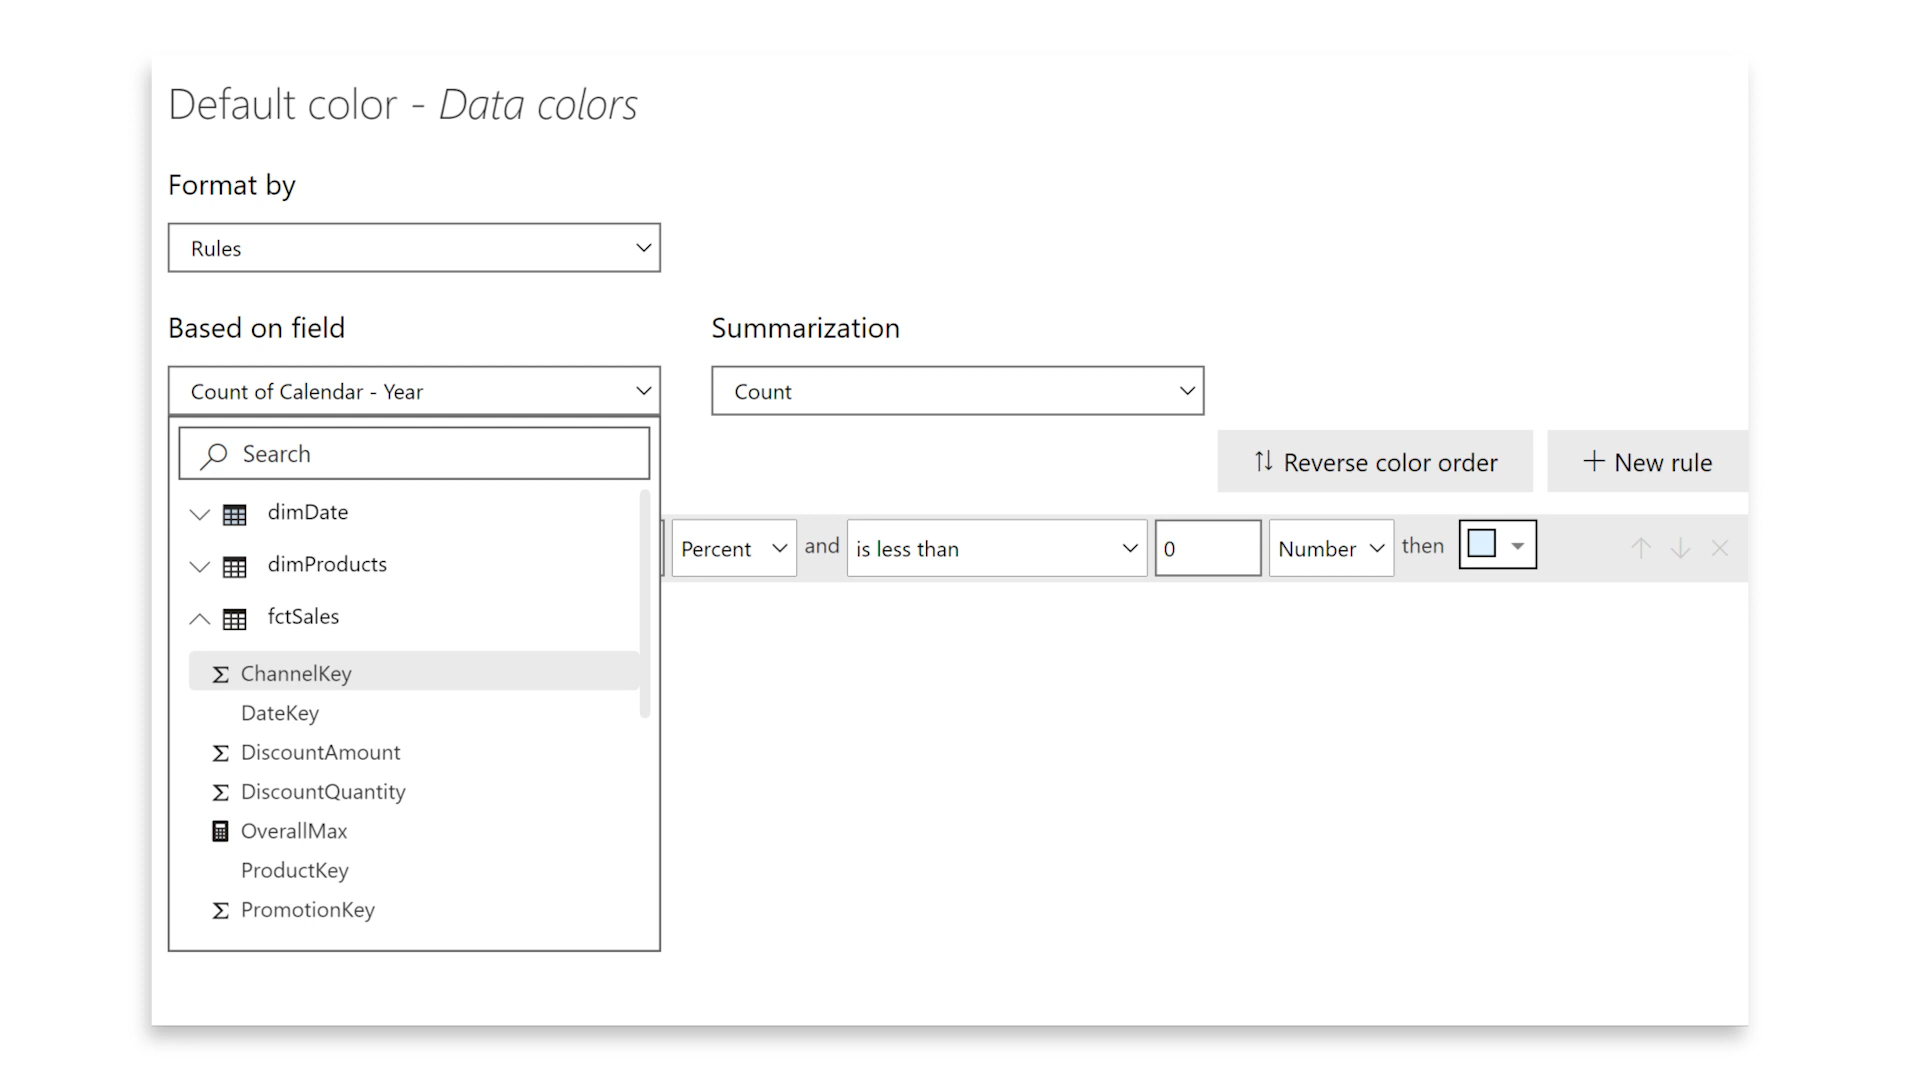 Default color - Data colors
Format by
Rules
Based on field
Summarization
Count of Calendar - Year
Count
Search
Reverse color order
New rule
dimDate
Percent and is less than 0 Number then
dimProducts
fctSales
ChannelKey
DateKey
DiscountAmount
DiscountQuantity
OverallMax
ProductKey
PromotionKey